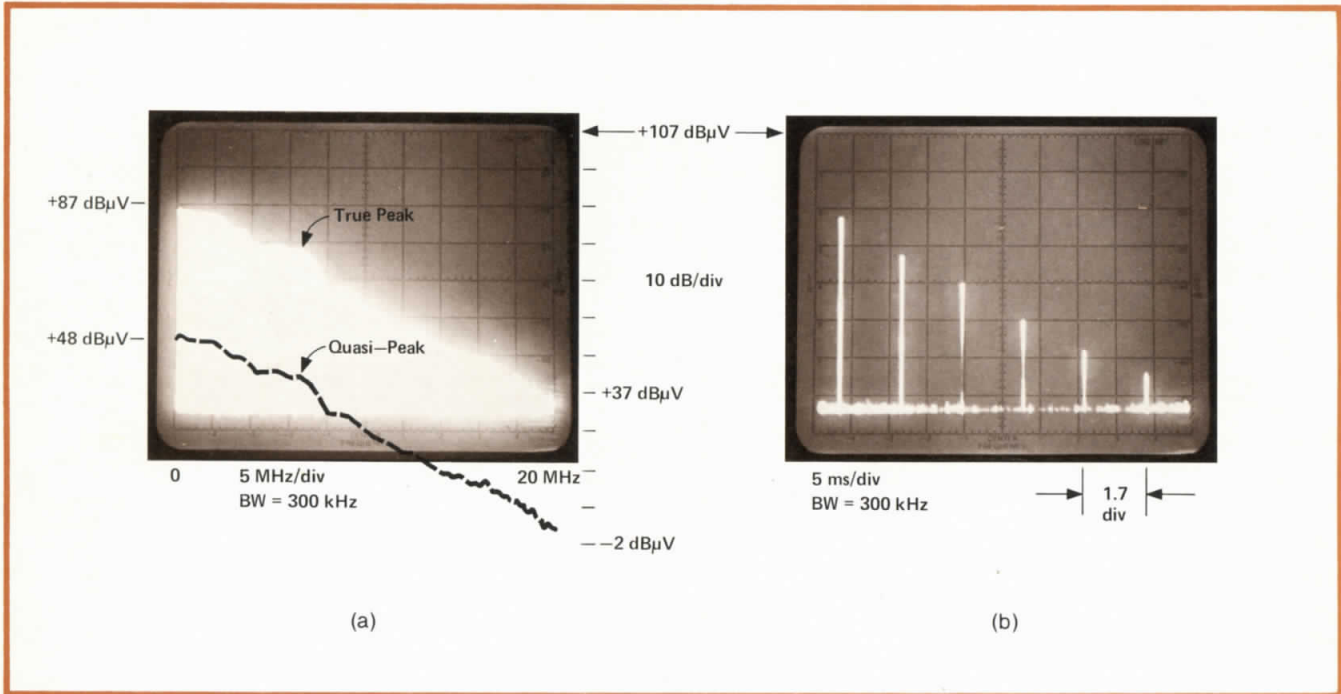 +107 dBµV
+87 dBµV
True Peak
10 dB/div
+48 dBµV
Quasi–Peak
+37 dBµV
0
5 MHz/div
20 MHz
BW = 300 kHz
––2 dBµV
5 ms/div
BW = 300 kHz
1.7
div
(a)
(b)